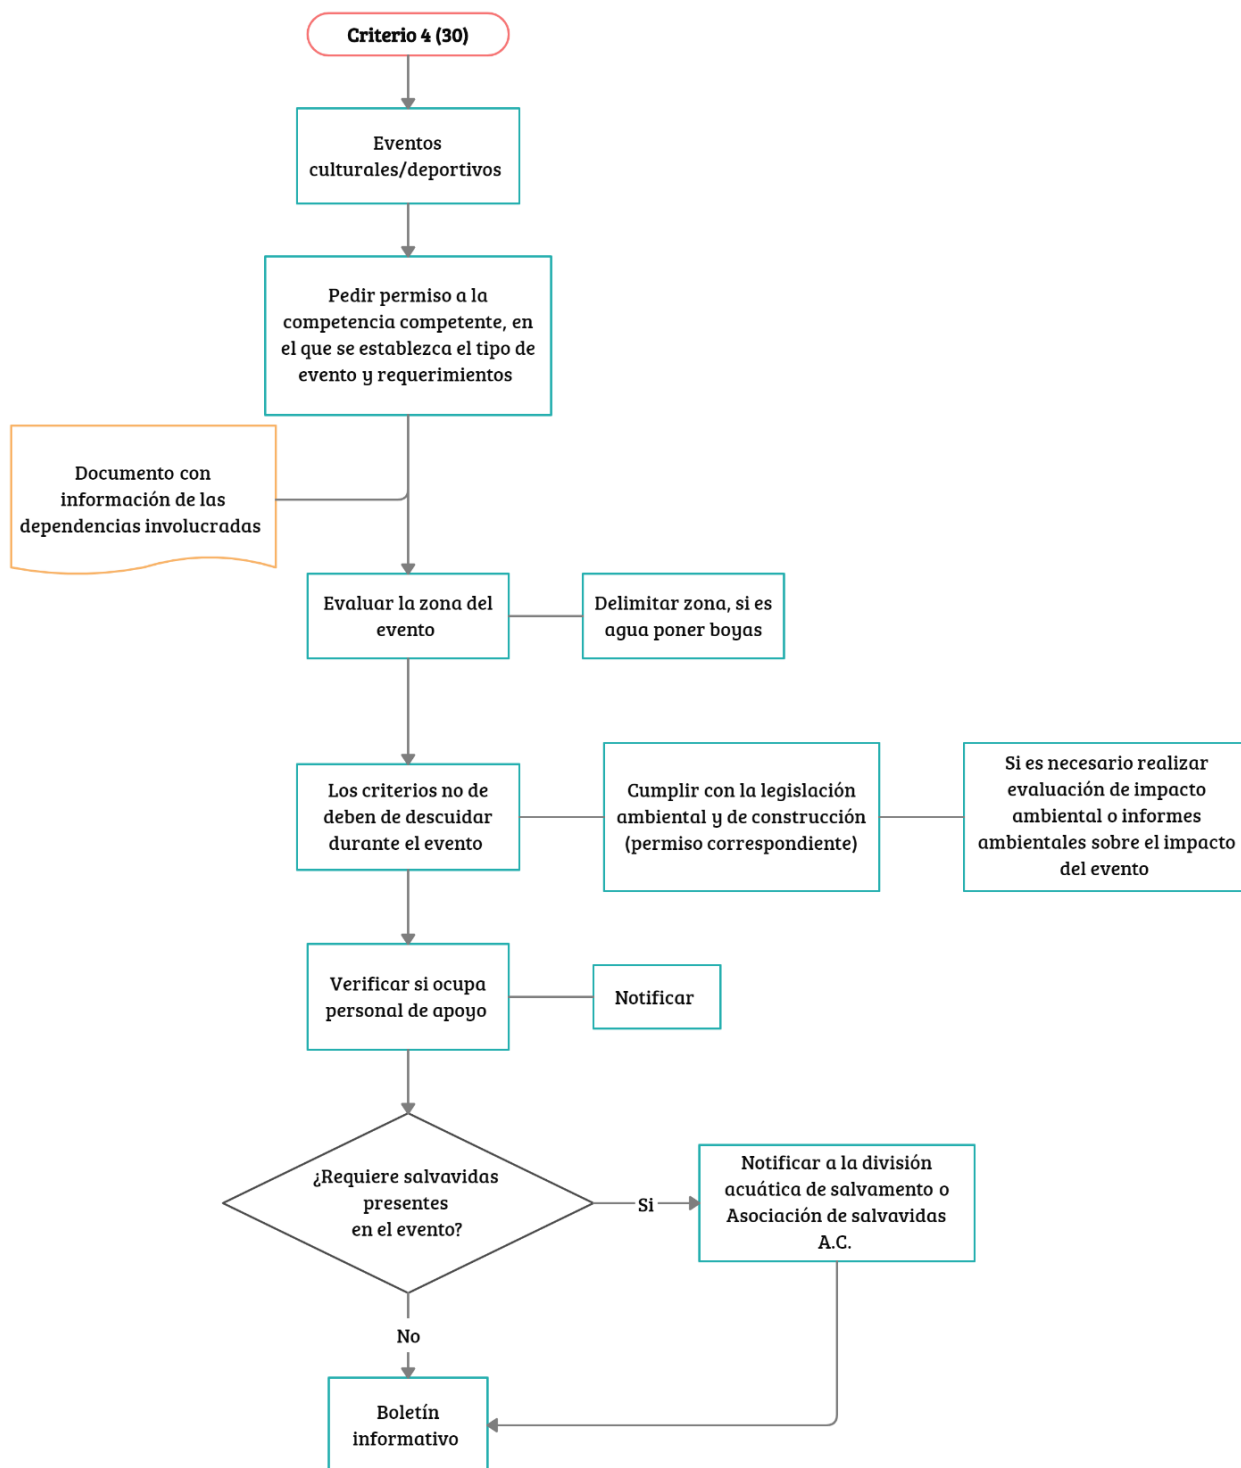 Criterio 4 (30)
Eventos
culturales/deportivos
Pedir permiso a la
competencia competente, en
el que se establezca el tipo de
evento y requerimientos
Documento con
información de las
dependencias involucradas
Evaluar la zona del
evento
Delimitar zona, si es
agua poner boyas
Los criterios no de
deben de descuidar
durante el evento
Cumplir con la legislación
ambiental y de construcción
(permiso correspondiente)
Si es necesario realizar
evaluación de impacto
ambiental o informes
ambientales sobre el impacto
del evento
Verificar si ocupa
personal de apoyo
Notificar
¿Requiere salvavidas
presentes
en el evento?
Si
Notificar a la división
acuática de salvamento o
Asociación de salvavidas
A.C.
No
Boletín
informativo